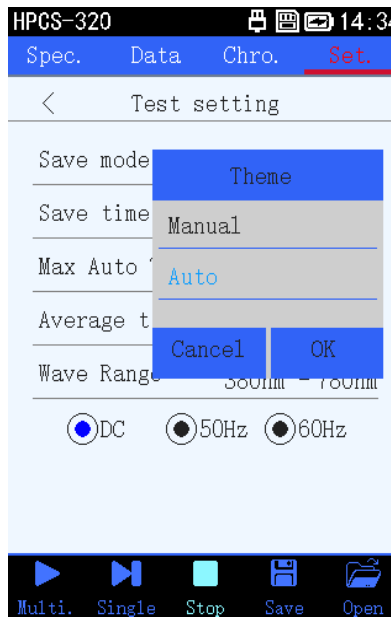 HPCS-320 14:34
Spec. Data Chro. Set.
< Test setting
Save mode
Theme
Save time
Manual
Max Auto
Auto
Average t
Cancel OK
Wave Range 380nm - 780nm
DC 50Hz 60Hz
Multi. Single Stop Save Open